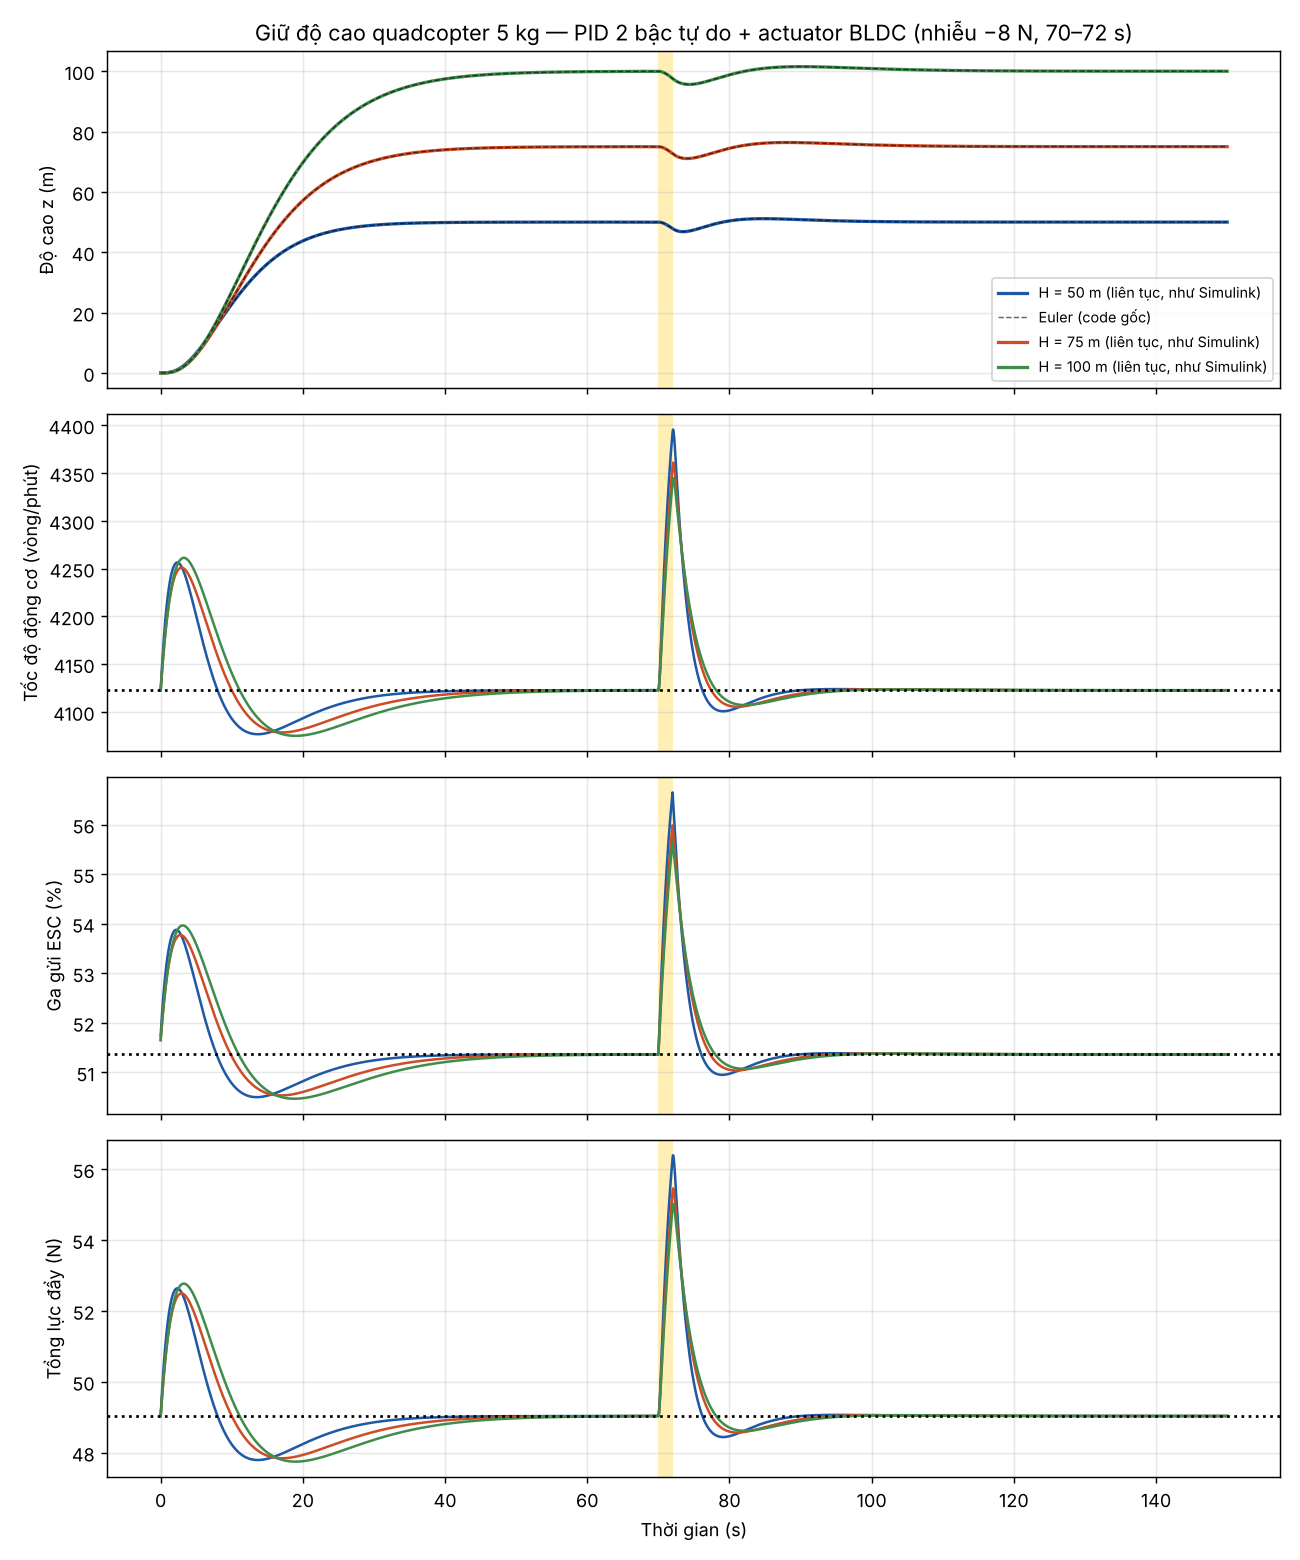 Giữ độ cao quadcopter 5 kg — PID 2 bậc tự do + actuator BLDC (nhiễu −8 N, 70–72 s)
Độ cao z (m)
100
80
60
40
20
0
H = 50 m (liên tục, như Simulink)
Euler (code gốc)
H = 75 m (liên tục, như Simulink)
H = 100 m (liên tục, như Simulink)
Tốc độ động cơ (vòng/phút)
4400
4350
4300
4250
4200
4150
4100
Ga gửi ESC (%)
56
55
54
53
52
51
Tổng lực đẩy (N)
56
54
52
50
48
0 20 40 60 80 100 120 140
Thời gian (s)